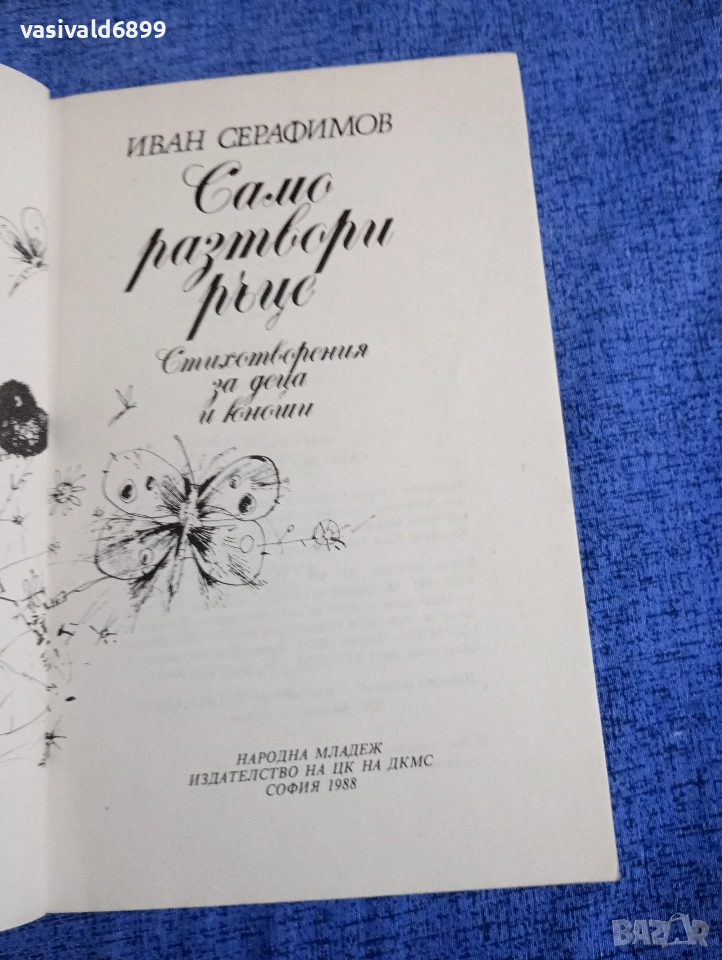 vasivald6899
ИВАН СЕРАФИМОВ
Само
разтвори
ръце
Стихотворения
за деца
и юноши
НАРОДНА МЛАДЕЖ
ИЗДАТЕЛСТВО НА ЦК НА ДКМС
СОФИЯ 1988
BAZAR